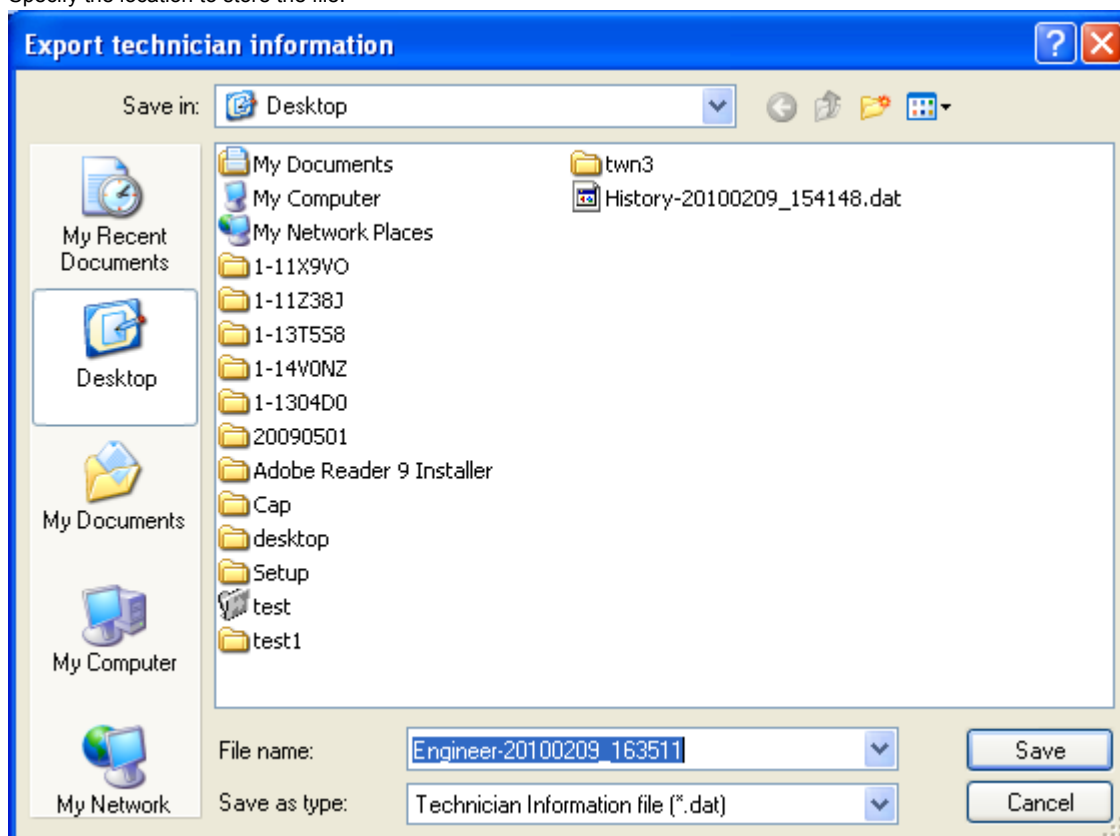 Specify the location to store the file.
Export technician information
Save in:
Desktop
My Recent
Documents
Desktop
My Documents
My Computer
My Network
My Documents
My Computer
My Network Places
1-11X9VO
1-11Z38J
1-13T5S8
1-14V0NZ
1-1304D0
20090501
Adobe Reader 9 Installer
Cap
desktop
Setup
test
test1
twn3
History-20100209_154148.dat
File name:
Engineer-20100209_163511
Save
Save as type:
Technician Information file (*.dat)
Cancel